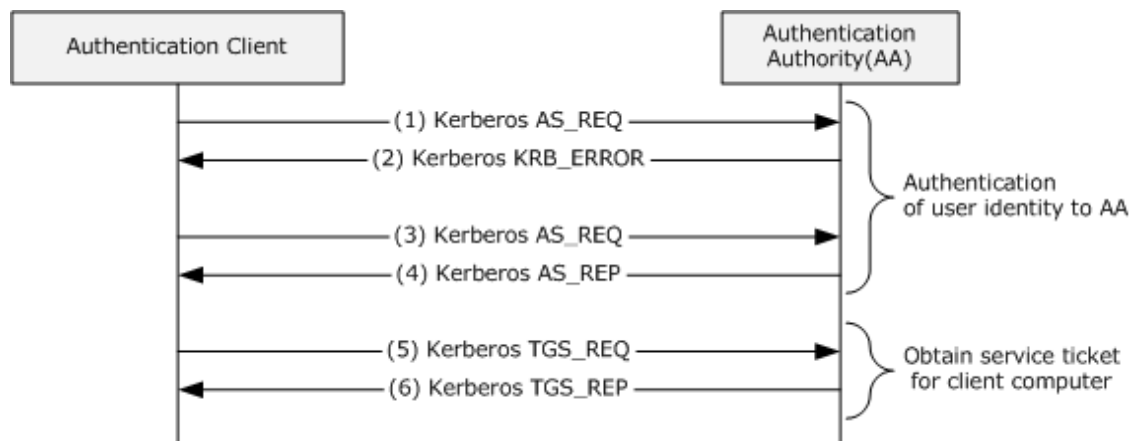 Authentication Client
Authentication
Authority(AA)
(1) Kerberos AS_REQ
(2) Kerberos KRB_ERROR
Authentication
of user identity to AA
(3) Kerberos AS_REQ
(4) Kerberos AS_REP
(5) Kerberos TGS_REQ
Obtain service ticket
for client computer
(6) Kerberos TGS_REP